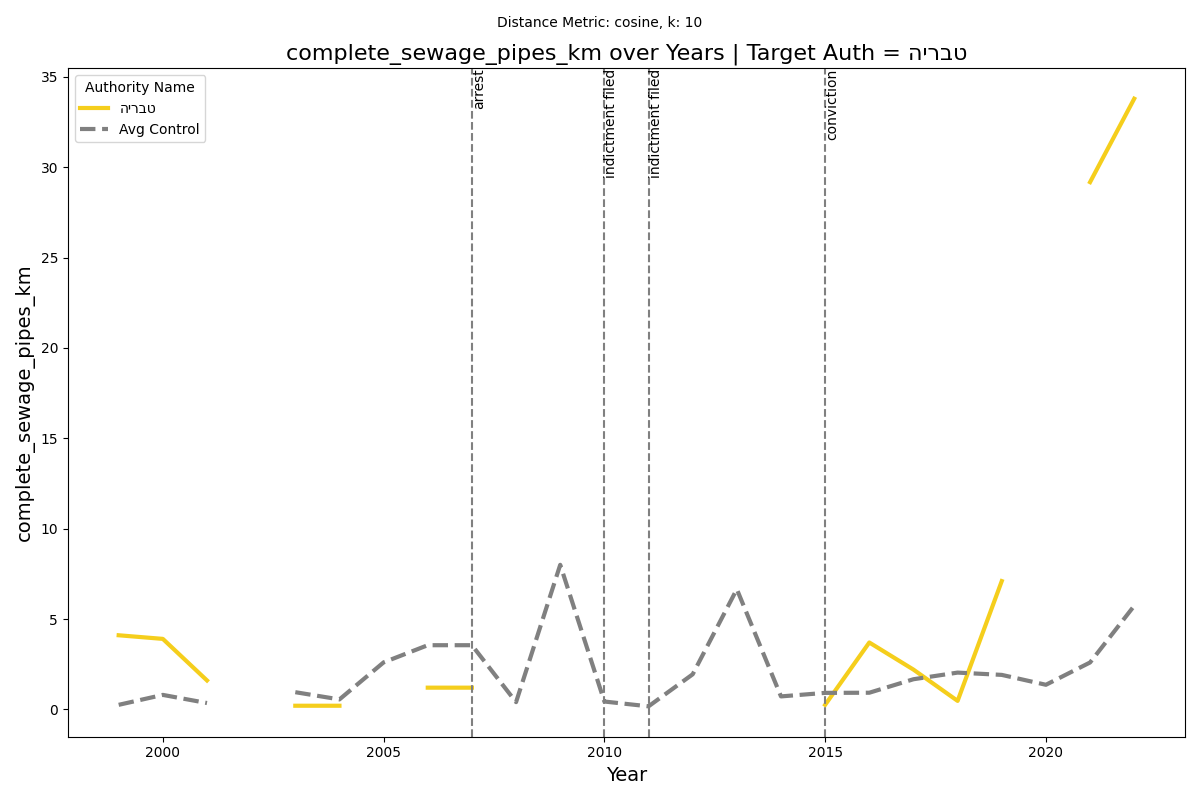 Distance Metric: cosine, k: 10
complete_sewage_pipes_km over Years | Target Auth = טבריה
Authority Name
טבריה
Avg Control
arrest
indictment filed
indictment filed
conviction
complete_sewage_pipes_km
35
30
25
20
15
10
5
0
2000
2005
2010
2015
2020
Year